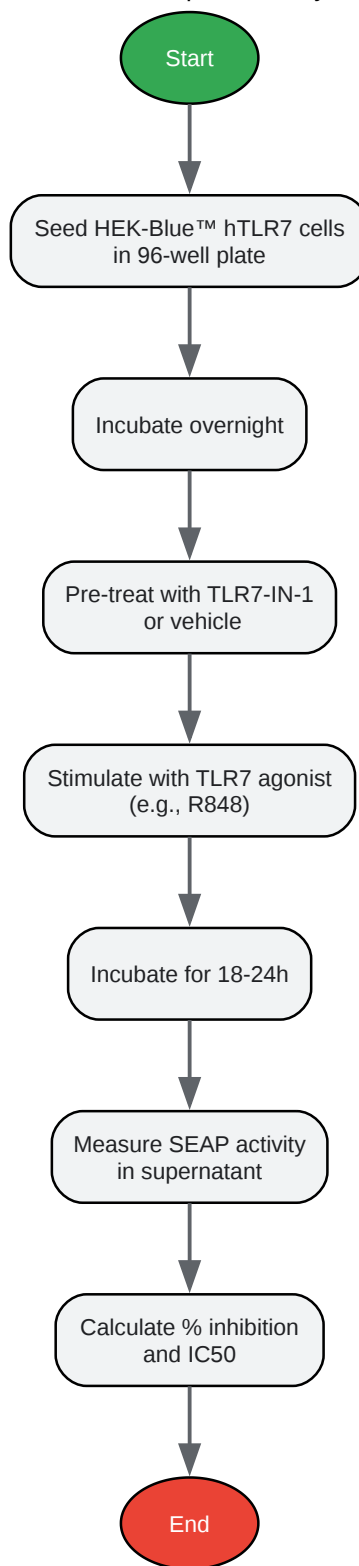 Start
Seed HEK-Blue™ hTLR7 cells
in 96-well plate
Incubate overnight
Pre-treat with TLR7-IN-1
or vehicle
Stimulate with TLR7 agonist
(e.g., R848)
Incubate for 18-24h
Measure SEAP activity
in supernatant
Calculate % inhibition
and IC50
End